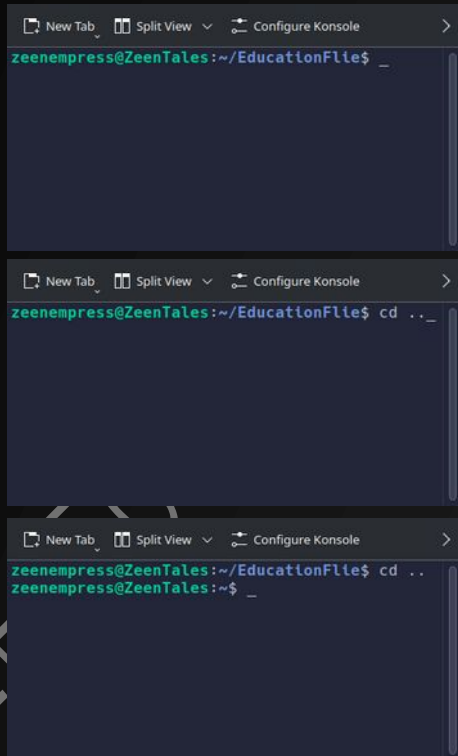 New Tab Split View Configure Konsole
zeenempress@ZeenTales:~/EducationFlie$ _
New Tab Split View Configure Konsole
zeenempress@ZeenTales:~/EducationFlie$ cd .._
New Tab Split View Configure Konsole
zeenempress@ZeenTales:~/EducationFlie$ cd ..
zeenempress@ZeenTales:~$ _